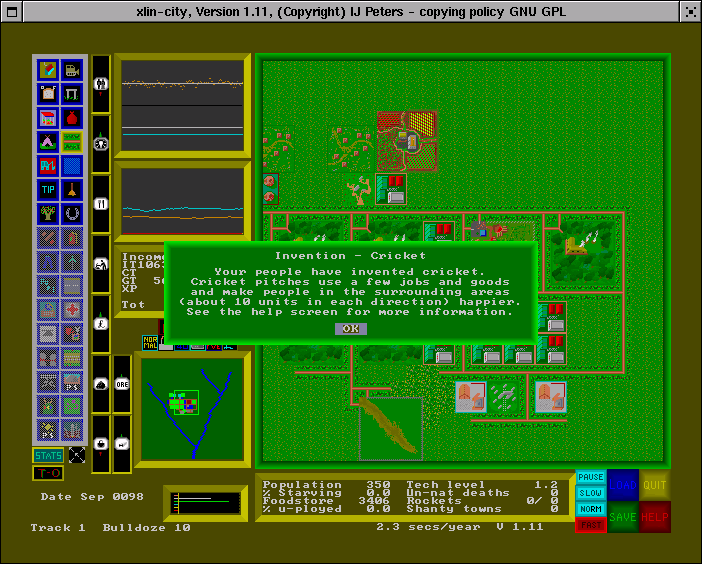 xlin-city, Version 1.11, (Copyright) IJ Peters - copying policy GNU GPL
TIP
Income
IT1063
CT
GT
XP
Tot
NOR
MAL
Invention - Cricket
Your people have invented cricket.
Cricket pitches use a few jobs and goods
and make people in the surrounding areas
(about 10 units in each direction) happier.
See the help screen for more information.
OK
ORE
STATS
T-O
Date Sep 0098
Track 1 Bulldoze 10
Population 350 Tech level 1.2
% Starving 0.0 Un-nat deaths 0
Foodstore 3406 Rockets 0/ 0
% u-ployed 0.0 Shanty towns 0
2.3 secs/year V 1.11
PAUSE
SLOW
NORM
FAST
LOAD
QUIT
SAVE
HELP